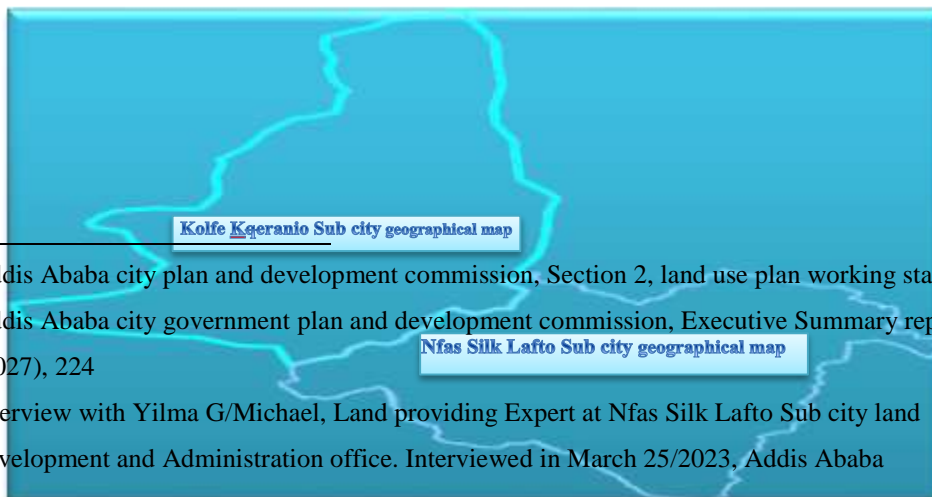 Kolfe Kqeranio Sub city geographical map
ddis Ababa city plan and development commission, Section 2, land use plan working sta
ddis Ababa city government plan and development commission, Executive Summary rep
Nfas Silk Lafto Sub city geographical map
027), 224
erview with Yilma G/Michael, Land providing Expert at Nfas Silk Lafto Sub city land
velopment and Administration office. Interviewed in March 25/2023, Addis Ababa